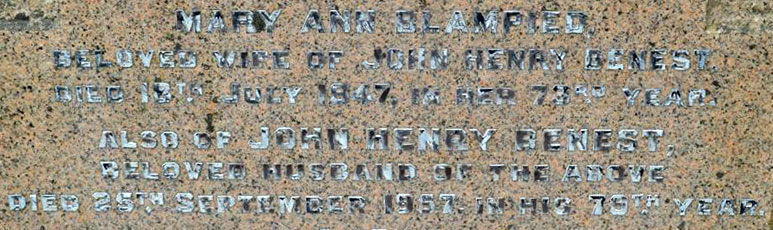 MARY ANN BLAMPIED,
BELOVED WIFE OF JOHN HENRY BENEST.
DIED 18TH JULY 1947, IN HER 73RD YEAR.
ALSO OF JOHN HENRY BENEST,
BELOVED HUSBAND OF THE ABOVE
DIED 25TH SEPTEMBER 1957, IN HIS 79TH YEAR.